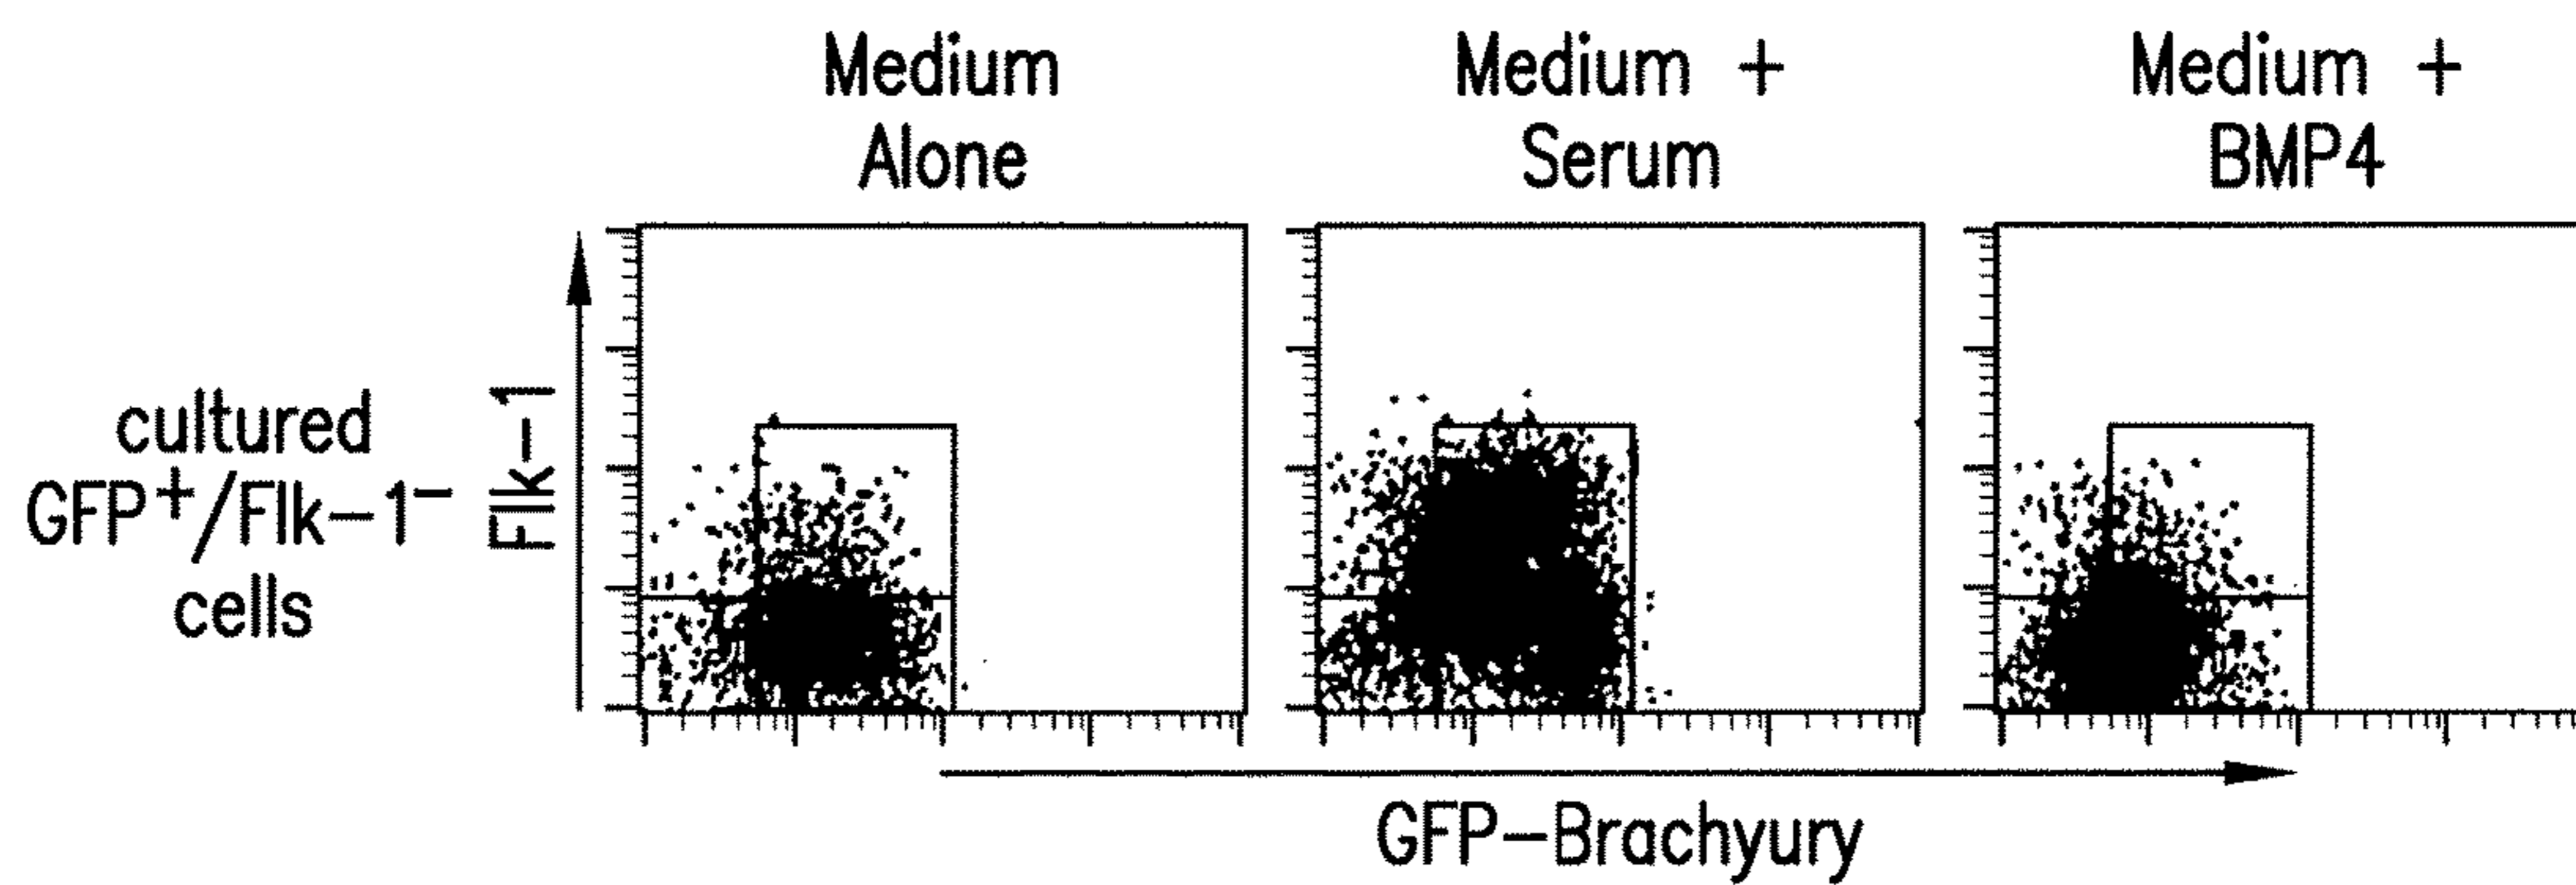 Medium
Alone
Medium +
Serum
Medium +
BMP4
cultured
GFP+/Flk-1-
cells
Flk-1
GFP-Brachyury